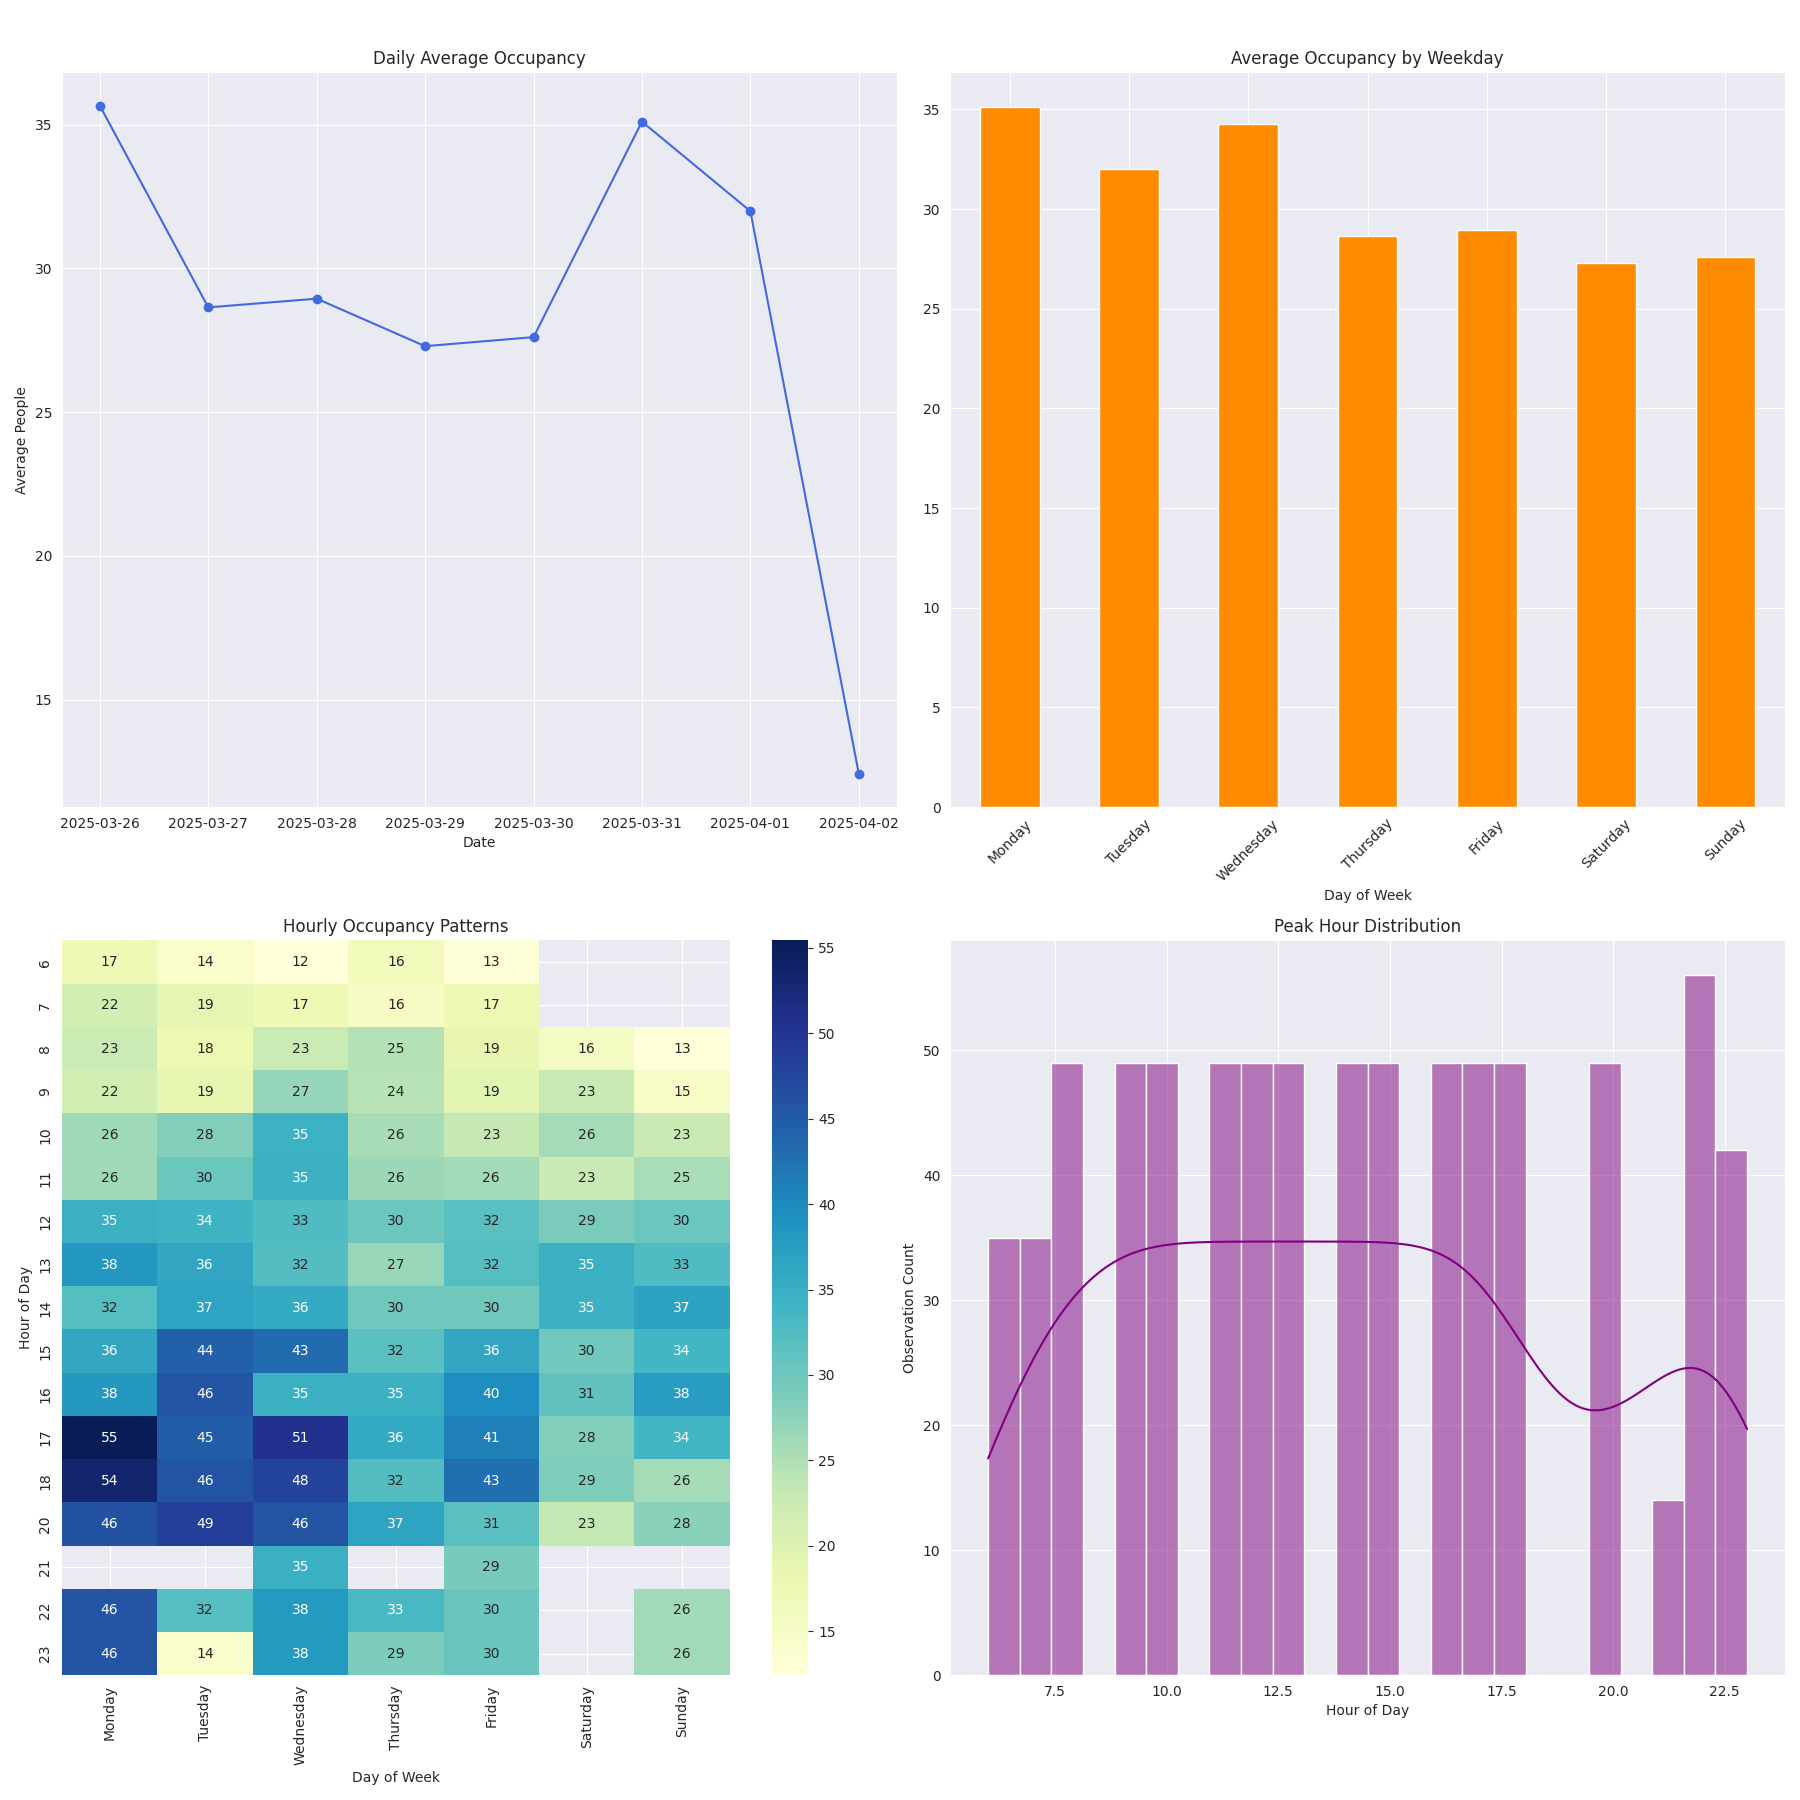 Daily Average Occupancy
35
30
25
20
15
Average People
2025-03-26 2025-03-27 2025-03-28 2025-03-29 2025-03-30 2025-03-31 2025-04-01 2025-04-02
Date
Average Occupancy by Weekday
35
30
25
20
15
10
5
0
Monday Tuesday Wednesday Thursday Friday Saturday Sunday
Day of Week
Hourly Occupancy Patterns
6 17 14 12 16 13
7 22 19 17 16 17
8 23 18 23 25 19 16 13
9 22 19 27 24 19 23 15
10 26 28 35 26 23 26 23
11 26 30 35 26 26 23 25
12 35 34 33 30 32 29 30
13 38 36 32 27 32 35 33
14 32 37 36 30 30 35 37
15 36 44 43 32 36 30 34
16 38 46 35 35 40 31 38
17 55 45 51 36 41 28 34
18 54 46 48 32 43 29 26
20 46 49 46 37 31 23 28
21 35 29
22 46 32 38 33 30 26
23 46 14 38 29 30 26
Hour of Day
Monday Tuesday Wednesday Thursday Friday Saturday Sunday
Day of Week
55
50
45
40
35
30
25
20
15
Peak Hour Distribution
50
40
30
20
10
0
Observation Count
7.5 10.0 12.5 15.0 17.5 20.0 22.5
Hour of Day